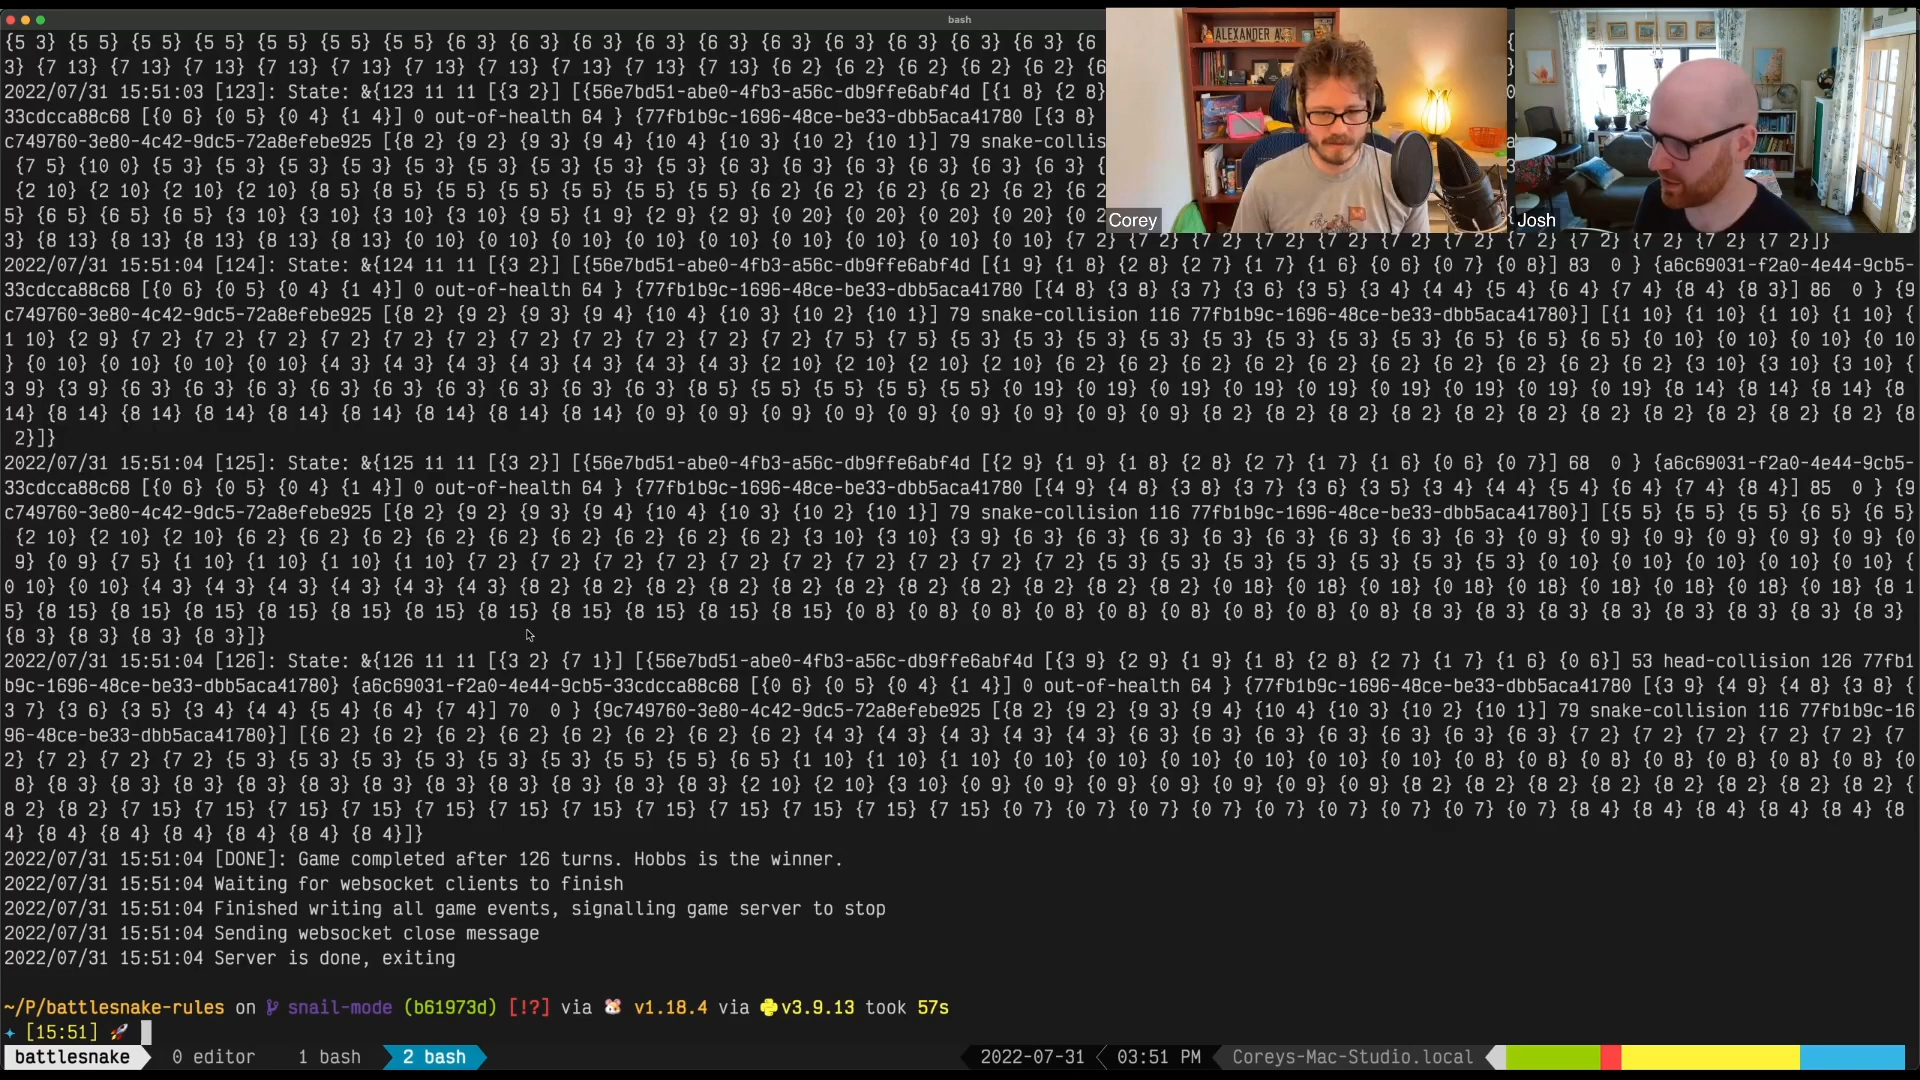 bash
{5 3} {5 5} {5 5} {5 5} {5 5} {5 5} {5 5} {6 3} {6 3} {6 3} {6 3} {6 3} {6 3} {6 3} {6 3} {6
3} {7 13} {7 13} {7 13} {7 13} {7 13} {7 13} {7 13} {7 13} {7 13} {6 2} {6 2} {6 2} {6 2} {6
2022/07/31 15:51:03 [123]: State: &{123 11 11 [{3 2}] [{56e7bd51-abe0-4fb3-a56c-db9ffe6abf4d [{1 8} {2 8}
33cdcca88c68 [{0 6} {0 5} {0 4} {1 4}] 0 out-of-health 64 } {77fb1b9c-1696-48ce-be33-dbb5aca41780 [{3 8}
c749760-3e80-4c42-9dc5-72a8efebe925 [{8 2} {9 2} {9 3} {9 4} {10 4} {10 3} {10 2} {10 1}] 79 snake-collis
{7 5} {10 0} {5 3} {5 3} {5 3} {5 3} {5 3} {5 3} {6 3} {6 3} {6 3} {6 3} {6 3} {6 3} {6 3}
{2 10} {2 10} {2 10} {2 10} {8 5} {8 5} {5 5} {5 5} {5 5} {5 5} {5 5} {6 2} {6 2} {6 2} {6 2} {6 2
5} {6 5} {6 5} {6 5} {3 10} {3 10} {3 10} {3 10} {9 5} {1 9} {2 9} {2 9} {0 20} {0 20} {0 20} {0 2
3} {8 13} {8 13} {8 13} {8 13} {8 13} {0 10} {0 10} {0 10} {0 10} {0 10} {0 10} {0 10} {0 10} {7 2} {7 2} {7 2} {7 2} {7 2} {7 2} {7 2} {7 2} {7 2} {7 2} {7 2} {7 2}]}
2022/07/31 15:51:04 [124]: State: &{124 11 11 [{3 2}] [{56e7bd51-abe0-4fb3-a56c-db9ffe6abf4d [{1 9} {1 8} {2 8} {2 7} {1 7} {1 6} {0 6} {0 7} {0 8}] 83  0 } {a6c69031-f2a0-4e44-9cb5-
33cdcca88c68 [{0 6} {0 5} {0 4} {1 4}] 0 out-of-health 64 } {77fb1b9c-1696-48ce-be33-dbb5aca41780 [{4 8} {3 8} {3 7} {3 6} {3 5} {3 4} {4 4} {5 4} {6 4} {7 4} {8 4} {8 3}] 86  0 } {9
c749760-3e80-4c42-9dc5-72a8efebe925 [{8 2} {9 2} {9 3} {9 4} {10 4} {10 3} {10 2} {10 1}] 79 snake-collision 116 77fb1b9c-1696-48ce-be33-dbb5aca41780}] [{1 10} {1 10} {1 10} {1 10} {
1 10} {2 9} {7 2} {7 2} {7 2} {7 2} {7 2} {7 2} {7 2} {7 2} {7 2} {7 5} {7 5} {5 3} {5 3} {5 3} {5 3} {5 3} {5 3} {6 5} {6 5} {6 5} {0 10} {0 10} {0 10} {0 10
} {0 10} {0 10} {0 10} {0 10} {4 3} {4 3} {4 3} {4 3} {4 3} {4 3} {2 10} {2 10} {2 10} {6 2} {6 2} {6 2} {6 2} {6 2} {6 2} {6 2} {6 2} {6 2} {3 10} {3 10} {3 10} {
3 9} {3 9} {6 3} {6 3} {6 3} {6 3} {6 3} {6 3} {6 3} {6 3} {8 5} {5 5} {5 5} {5 5} {5 5} {0 19} {0 19} {0 19} {0 19} {0 19} {0 19} {0 19} {0 19} {8 14} {8 14} {8 14} {8
14} {8 14} {8 14} {8 14} {8 14} {8 14} {8 14} {8 14} {0 9} {0 9} {0 9} {0 9} {0 9} {0 9} {0 9} {0 9} {8 2} {8 2} {8 2} {8 2} {8 2} {8 2} {8 2} {8 2} {8 2} {8 2} {8 2} {8
2}]}
2022/07/31 15:51:04 [125]: State: &{125 11 11 [{3 2}] [{56e7bd51-abe0-4fb3-a56c-db9ffe6abf4d [{2 9} {1 9} {1 8} {2 8} {2 7} {1 7} {1 6} {0 6} {0 7}] 68  0 } {a6c69031-f2a0-4e44-9cb5-
33cdcca88c68 [{0 6} {0 5} {0 4} {1 4}] 0 out-of-health 64 } {77fb1b9c-1696-48ce-be33-dbb5aca41780 [{4 9} {4 8} {3 8} {3 7} {3 6} {3 5} {3 4} {4 4} {5 4} {6 4} {7 4} {8 4}] 85  0 } {9
c749760-3e80-4c42-9dc5-72a8efebe925 [{8 2} {9 2} {9 3} {9 4} {10 4} {10 3} {10 2} {10 1}] 79 snake-collision 116 77fb1b9c-1696-48ce-be33-dbb5aca41780}] [{5 5} {5 5} {5 5} {6 5} {6 5}
{2 10} {2 10} {2 10} {6 2} {6 2} {6 2} {6 2} {6 2} {6 2} {6 2} {6 2} {3 10} {3 10} {3 9} {6 3} {6 3} {6 3} {6 3} {6 3} {6 3} {6 3} {0 9} {0 9} {0 9} {0 9} {0 9} {0
9} {0 9} {7 5} {1 10} {1 10} {1 10} {1 10} {7 2} {7 2} {7 2} {7 2} {7 2} {7 2} {7 2} {7 2} {7 2} {7 2} {5 3} {5 3} {5 3} {5 3} {5 3} {0 10} {0 10} {0 10} {0 10} {0 10} {
0 10} {0 10} {4 3} {4 3} {4 3} {4 3} {4 3} {8 2} {8 2} {8 2} {8 2} {8 2} {8 2} {8 2} {8 2} {8 2} {8 2} {8 2} {0 18} {0 18} {0 18} {0 18} {0 18} {0 18} {0 18} {0 18} {8 1
5} {8 15} {8 15} {8 15} {8 15} {8 15} {8 15} {8 15} {8 15} {8 15} {8 15} {8 15} {0 8} {0 8} {0 8} {0 8} {0 8} {0 8} {0 8} {0 8} {8 3} {8 3} {8 3} {8 3} {8 3} {8 3} {8 3} {8 3}
{8 3} {8 3} {8 3} {8 3}]}
2022/07/31 15:51:04 [126]: State: &{126 11 11 [{3 2} {7 1}] [{56e7bd51-abe0-4fb3-a56c-db9ffe6abf4d [{3 9} {2 9} {1 9} {1 8} {2 8} {2 7} {1 7} {1 6} {0 6}] 53 head-collision 126 77fb1
b9c-1696-48ce-be33-dbb5aca41780} {a6c69031-f2a0-4e44-9cb5-33cdcca88c68 [{0 6} {0 5} {0 4} {1 4}] 0 out-of-health 64 } {77fb1b9c-1696-48ce-be33-dbb5aca41780 [{3 9} {4 9} {4 8} {3 8} {
3 7} {3 6} {3 5} {3 4} {4 4} {5 4} {6 4} {7 4}] 70  0 } {9c749760-3e80-4c42-9dc5-72a8efebe925 [{8 2} {9 2} {9 3} {9 4} {10 4} {10 3} {10 2} {10 1}] 79 snake-collision 116 77fb1b9c-16
96-48ce-be33-dbb5aca41780}] [{6 2} {6 2} {6 2} {6 2} {6 2} {6 2} {6 2} {4 3} {4 3} {4 3} {4 3} {4 3} {6 3} {6 3} {6 3} {6 3} {6 3} {6 3} {6 3} {7 2} {7 2} {7 2} {7 2} {7 2} {7
2} {7 2} {7 2} {7 2} {5 3} {5 3} {5 3} {5 3} {5 3} {5 5} {5 5} {6 5} {1 10} {1 10} {1 10} {0 10} {0 10} {0 10} {0 10} {0 10} {0 8} {0 8} {0 8} {0 8} {0 8} {0 8} {0 8} {0
8} {8 3} {8 3} {8 3} {8 3} {8 3} {8 3} {8 3} {8 3} {8 3} {8 3} {8 3} {2 10} {2 10} {3 10} {0 9} {0 9} {0 9} {0 9} {0 9} {0 9} {0 9} {8 2} {8 2} {8 2} {8 2} {8 2} {8 2} {8 2} {
8 2} {8 2} {7 15} {7 15} {7 15} {7 15} {7 15} {7 15} {7 15} {7 15} {7 15} {7 15} {7 15} {7 15} {0 7} {0 7} {0 7} {0 7} {0 7} {0 7} {0 7} {0 7} {8 4} {8 4} {8 4} {8 4} {8
4} {8 4} {8 4} {8 4} {8 4} {8 4}]}
2022/07/31 15:51:04 [DONE]: Game completed after 126 turns. Hobbs is the winner.
2022/07/31 15:51:04 Waiting for websocket clients to finish
2022/07/31 15:51:04 Finished writing all game events, signalling game server to stop
2022/07/31 15:51:04 Sending websocket close message
2022/07/31 15:51:04 Server is done, exiting
~/P/battlesnake-rules on snail-mode (b61973d) [!?] via 🐹 v1.18.4 via v3.9.13 took 57s
[15:51] 🚀
battlesnake 0 editor 1 bash 2 bash 2022-07-31 03:51 PM Coreys-Mac-Studio.local
ALEXANDER
Corey
Josh